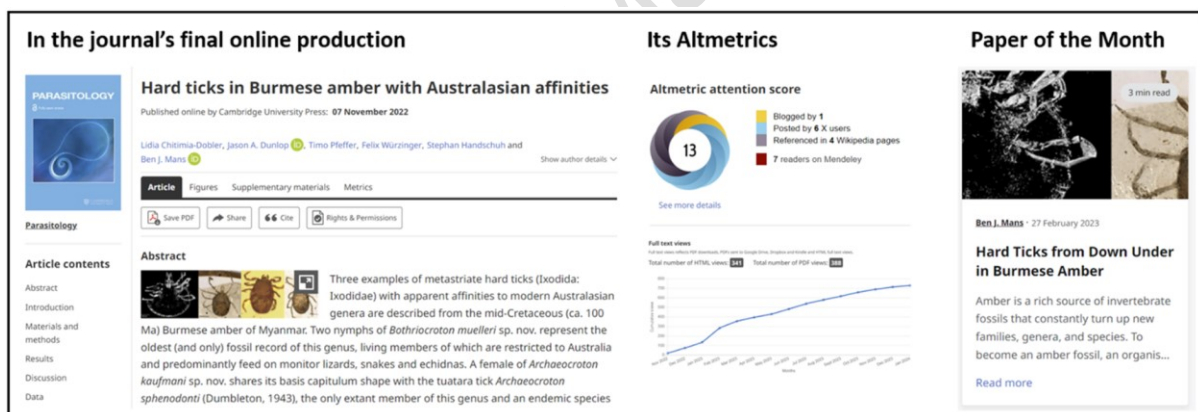 In the journal's final online production
PARASITOLOGY
Parasitology
Article contents
Abstract
Introduction
Materials and
methods
Results
Discussion
Data
Hard ticks in Burmese amber with Australasian affinities
Published online by Cambridge University Press: 07 November 2022
Lidia Chitimia-Dobler, Jason A. Dunlop, Timo Pfeffer, Felix Würzinger, Stephan Handschuh and
Ben J. Mans
Show author details
Article Figures Supplementary materials Metrics
Save PDF Share Cite Rights & Permissions
Abstract
Three examples of metastriate hard ticks (Ixodida:
Ixodidae) with apparent affinities to modern Australasian
genera are described from the mid-Cretaceous (ca. 100
Ma) Burmese amber of Myanmar. Two nymphs of Bothriocroton muelleri sp. nov. represent the
oldest (and only) fossil record of this genus, living members of which are restricted to Australia
and predominantly feed on monitor lizards, snakes and echidnas. A female of Archaeocroton
kaufmani sp. nov. shares its basis capitulum shape with the tuatara tick Archaeocroton
sphenodonti (Dumbleton, 1943), the only extant member of this genus and an endemic species
Its Altmetrics
Altmetric attention score
13
Blogged by 1
Posted by 6 X users
Referenced in 4 Wikipedia pages
7 readers on Mendeley
See more details
Full text views
Total number of HTML views: 341 Total number of PDF views: 388
Months
Paper of the Month
3 min read
Ben J. Mans · 27 February 2023
Hard Ticks from Down Under
in Burmese Amber
Amber is a rich source of invertebrate
fossils that constantly turn up new
families, genera, and species. To
become an amber fossil, an organis...
Read more